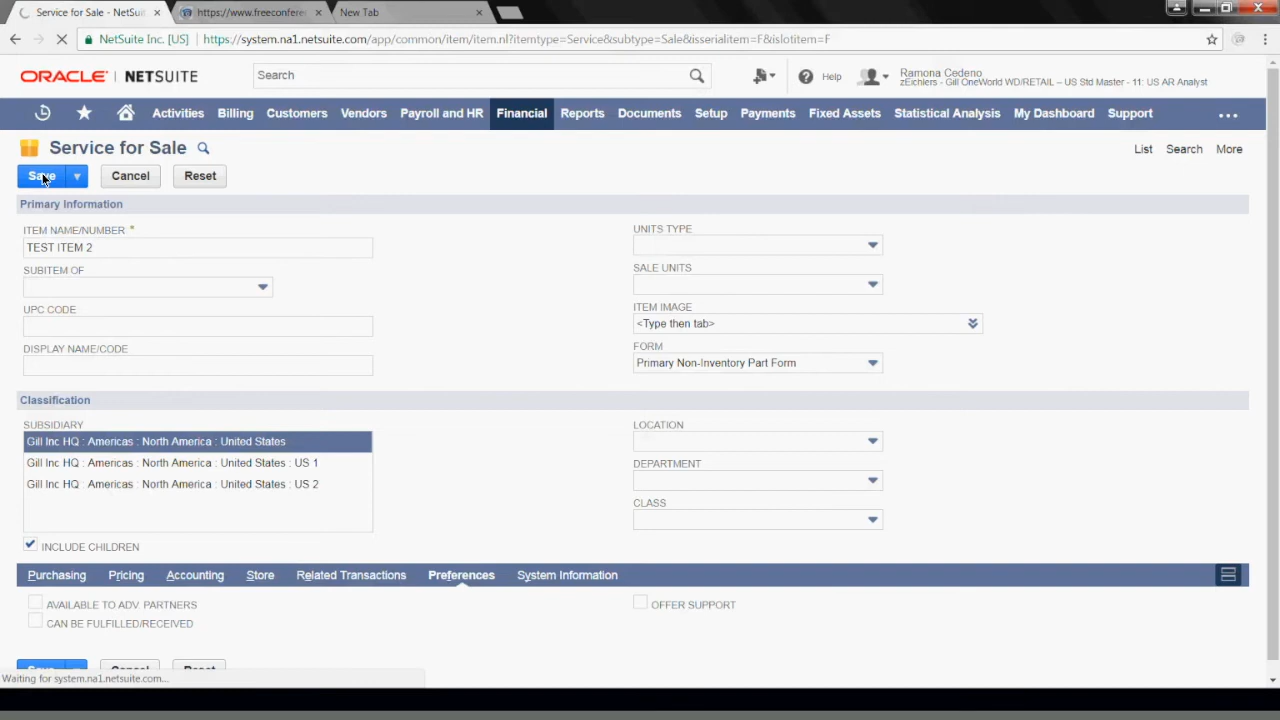 Service for Sale - NetSui
https://www.freeconfere
New Tab
NetSuite Inc. [US]
https://system.na1.netsuite.com/app/common/item/item.nl?itemtype=Service&subtype=Sale&isserialitem=F&islotitem=F
ORACLE | NETSUITE
Search
Help
Ramona Cedeno
zEichlers - Gill OneWorld WD/RETAIL – US Std Master - 11: US AR Analyst
Activities Billing Customers Vendors Payroll and HR Financial Reports Documents Setup Payments Fixed Assets Statistical Analysis My Dashboard Support ...
Service for Sale
List Search More
Save Cancel Reset
Primary Information
ITEM NAME/NUMBER *
TEST ITEM 2
SUBITEM OF
UPC CODE
DISPLAY NAME/CODE
UNITS TYPE
SALE UNITS
ITEM IMAGE
<Type then tab>
FORM
Primary Non-Inventory Part Form
Classification
SUBSIDIARY
Gill Inc HQ : Americas : North America : United States
Gill Inc HQ : Americas : North America : United States : US 1
Gill Inc HQ : Americas : North America : United States : US 2
INCLUDE CHILDREN
LOCATION
DEPARTMENT
CLASS
Purchasing Pricing Accounting Store Related Transactions Preferences System Information
AVAILABLE TO ADV. PARTNERS
CAN BE FULFILLED/RECEIVED
OFFER SUPPORT
Save Cancel Reset
Waiting for system.na1.netsuite.com...